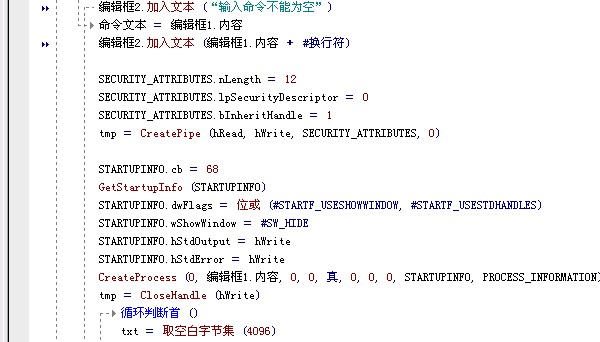 编辑框2.加入文本 (“输入命令不能为空”)
命令文本 = 编辑框1.内容
编辑框2.加入文本 (编辑框1.内容 + #换行符)
SECURITY_ATTRIBUTES.nLength = 12
SECURITY_ATTRIBUTES.lpSecurityDescriptor = 0
SECURITY_ATTRIBUTES.bInheritHandle = 1
tmp = CreatePipe (hRead, hWrite, SECURITY_ATTRIBUTES, 0)
STARTUPINFO.cb = 68
GetStartupInfo (STARTUPINFO)
STARTUPINFO.dwFlags = 位或 (#STARTF_USESHOWWINDOW, #STARTF_USESTDHANDLES)
STARTUPINFO.wShowWindow = #SW_HIDE
STARTUPINFO.hStdOutput = hWrite
STARTUPINFO.hStdError = hWrite
CreateProcess (0, 编辑框1.内容, 0, 0, 真, 0, 0, 0, STARTUPINFO, PROCESS_INFORMATION)
tmp = CloseHandle (hWrite)
循环判断首 ()
txt = 取空白字节集 (4096)